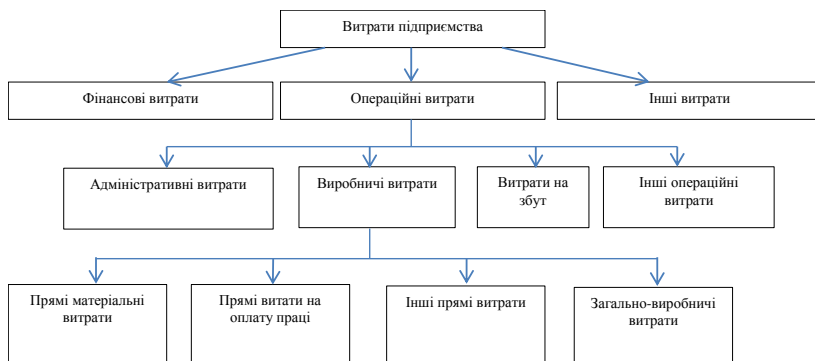 Витрати підприємства
Фінансові витрати
Операційні витрати
Інші витрати
Адміністративні витрати
Виробничі витрати
Витрати на
збут
Інші операційні
витрати
Прямі матеріальні
витрати
Прямі витати на
оплату праці
Інші прямі витрати
Загально-виробничі
витрати